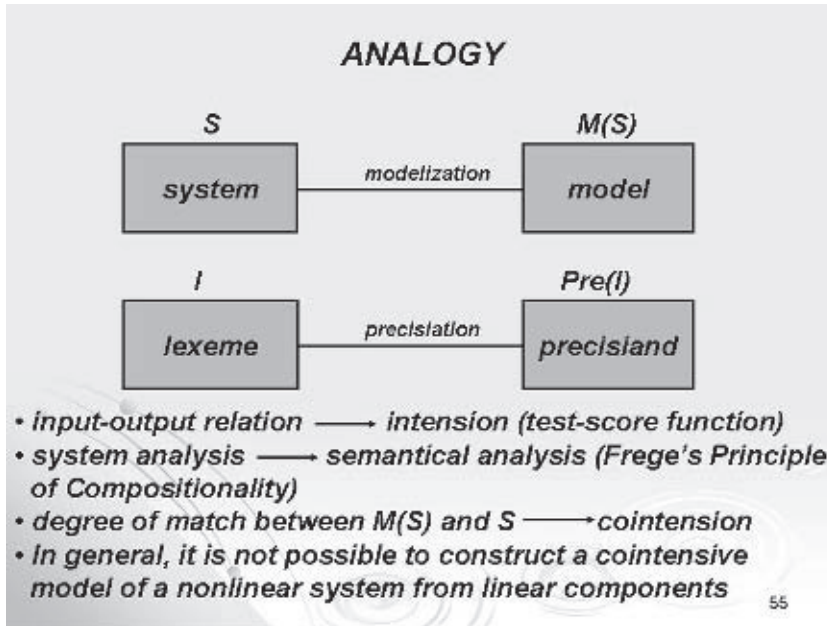 ANALOGY
S M(S)
system modelization model
l Pre(l)
lexeme precisiation precisiand
• input-output relation ⟶ intension (test-score function)
• system analysis ⟶ semantical analysis (Frege's Principle
of Compositionality)
• degree of match between M(S) and S ⟶ cointension
• In general, it is not possible to construct a cointensive
model of a nonlinear system from linear components
55